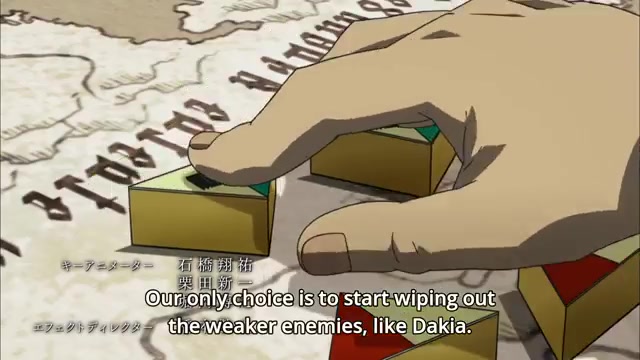 キーアニメーター 石橋翔祐
栗田新一
Our only choice is to start wiping out
エフェクトディレクター
the weaker enemies, like Dakia.